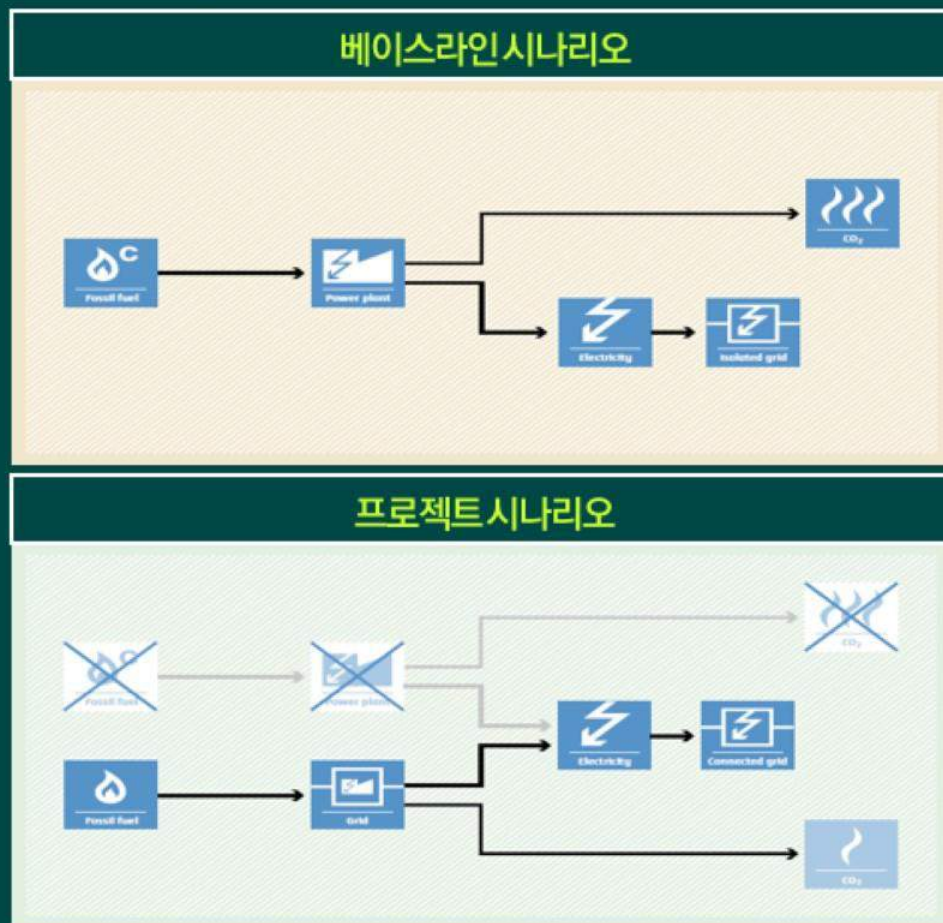 베이스라인 시나리오
C
CO₂
Fossil fuel
Power plant
Electricity
Isolated grid
프로젝트 시나리오
CO₂
C
Fossil fuel
Power plant
Electricity
Connected grid
Fossil fuel
Grid
CO₂